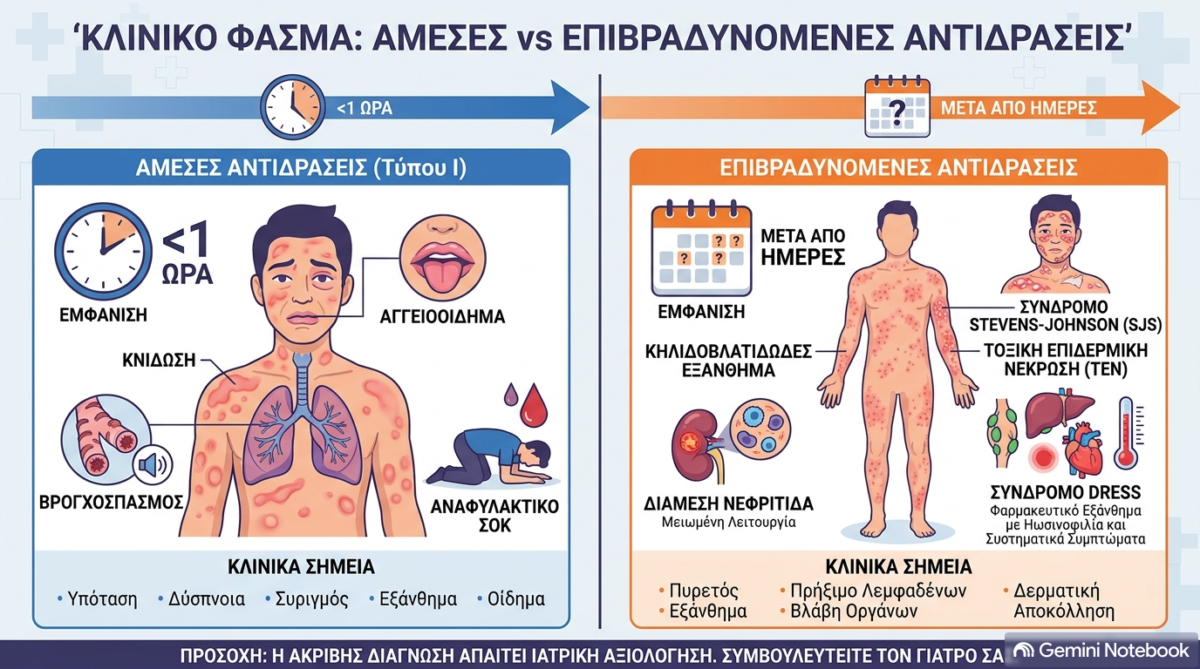 ‘ΚΛΙΝΙΚΟ ΦΑΣΜΑ: ΑΜΕΣΕΣ vs ΕΠΙΒΡΑΔΥΝΟΜΕΝΕΣ ΑΝΤΙΔΡΑΣΕΙΣ’
<1 ΩΡΑ
?
ΜΕΤΑ ΑΠΟ ΗΜΕΡΕΣ
ΑΜΕΣΕΣ ΑΝΤΙΔΡΑΣΕΙΣ (Τύπου Ι)
<1
ΩΡΑ
ΕΜΦΑΝΙΣΗ
ΑΓΓΕΙΟΟΙΔΗΜΑ
ΚΝΙΔΩΣΗ
ΒΡΟΓΧΟΣΠΑΣΜΟΣ
ΑΝΑΦΥΛΑΚΤΙΚΟ
ΣΟΚ
ΚΛΙΝΙΚΑ ΣΗΜΕΙΑ
• Υπόταση • Δύσπνοια • Συριγμός • Εξάνθημα • Οίδημα
ΕΠΙΒΡΑΔΥΝΟΜΕΝΕΣ ΑΝΤΙΔΡΑΣΕΙΣ
? ?
? ?
ΜΕΤΑ ΑΠΟ
ΗΜΕΡΕΣ
ΕΜΦΑΝΙΣΗ
ΣΥΝΔΡΟΜΟ
STEVENS-JOHNSON (SJS)
ΚΗΛΙΔΟΒΛΑΤΙΔΩΔΕΣ
ΕΞΑΝΘΗΜΑ
ΤΟΞΙΚΗ ΕΠΙΔΕΡΜΙΚΗ
ΝΕΚΡΩΣΗ (TEN)
ΔΙΑΜΕΣΗ ΝΕΦΡΙΤΙΔΑ
Μειωμένη Λειτουργία
ΣΥΝΔΡΟΜΟ DRESS
Φαρμακευτικό Εξάνθημα
με Ηωσινοφιλία και
Συοτηματικά Συμπτώματα
ΚΛΙΝΙΚΑ ΣΗΜΕΙΑ
• Πυρετός • Πρήξιμο Λεμφαδένων • Δερματική
• Εξάνθημα • Βλάβη Οργάνων Αποκόλληση
ΠΡΟΣΟΧΗ: Η ΑΚΡΙΒΗΣ ΔΙΑΓΝΩΣΗ ΑΠΑΙΤΕΙ ΙΑΤΡΙΚΗ ΑΞΙΟΛΟΓΗΣΗ. ΣΥΜΒΟΥΛΕΥΤΕΙΤΕ ΤΟΝ ΓΙΑΤΡΟ ΣΑ
Gemini Notebook